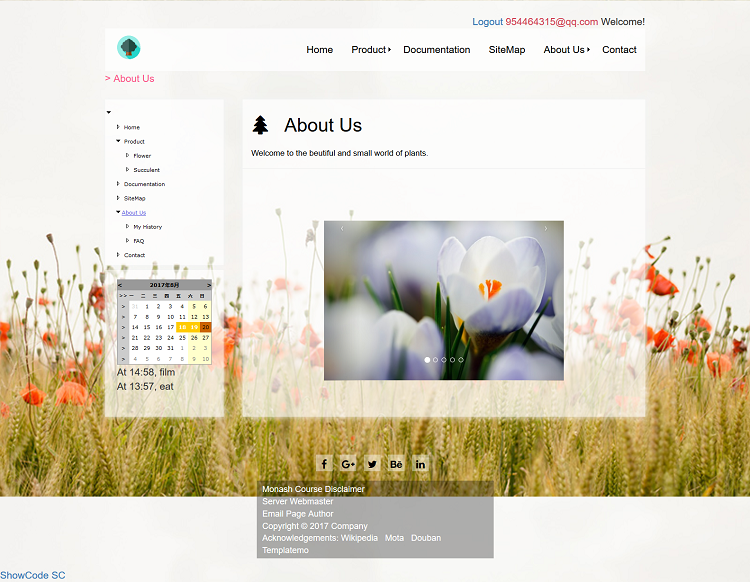 Logout 954464315@qq.com Welcome!
Home Product Documentation SiteMap About Us Contact
> About Us
Home
Product
Flower
Succulent
Documentation
SiteMap
About Us
My History
FAQ
Contact
About Us
Welcome to the beutiful and small world of plants.
< 2017年8月 >
>> 一 二 三 四 五 六 日
> 31 1 2 3 4 5 6
> 7 8 9 10 11 12 13
> 14 15 16 17 18 19 20
> 21 22 23 24 25 26 27
> 28 29 30 31 1 2 3
> 4 5 6 7 8 9 10
At 14:58, film
At 13:57, eat
f G+ Bē in
Monash Course Disclaimer
Server Webmaster
Email Page Author
Copyright © 2017 Company
Acknowledgements: Wikipedia Mota Douban
Templatemo
ShowCode SC